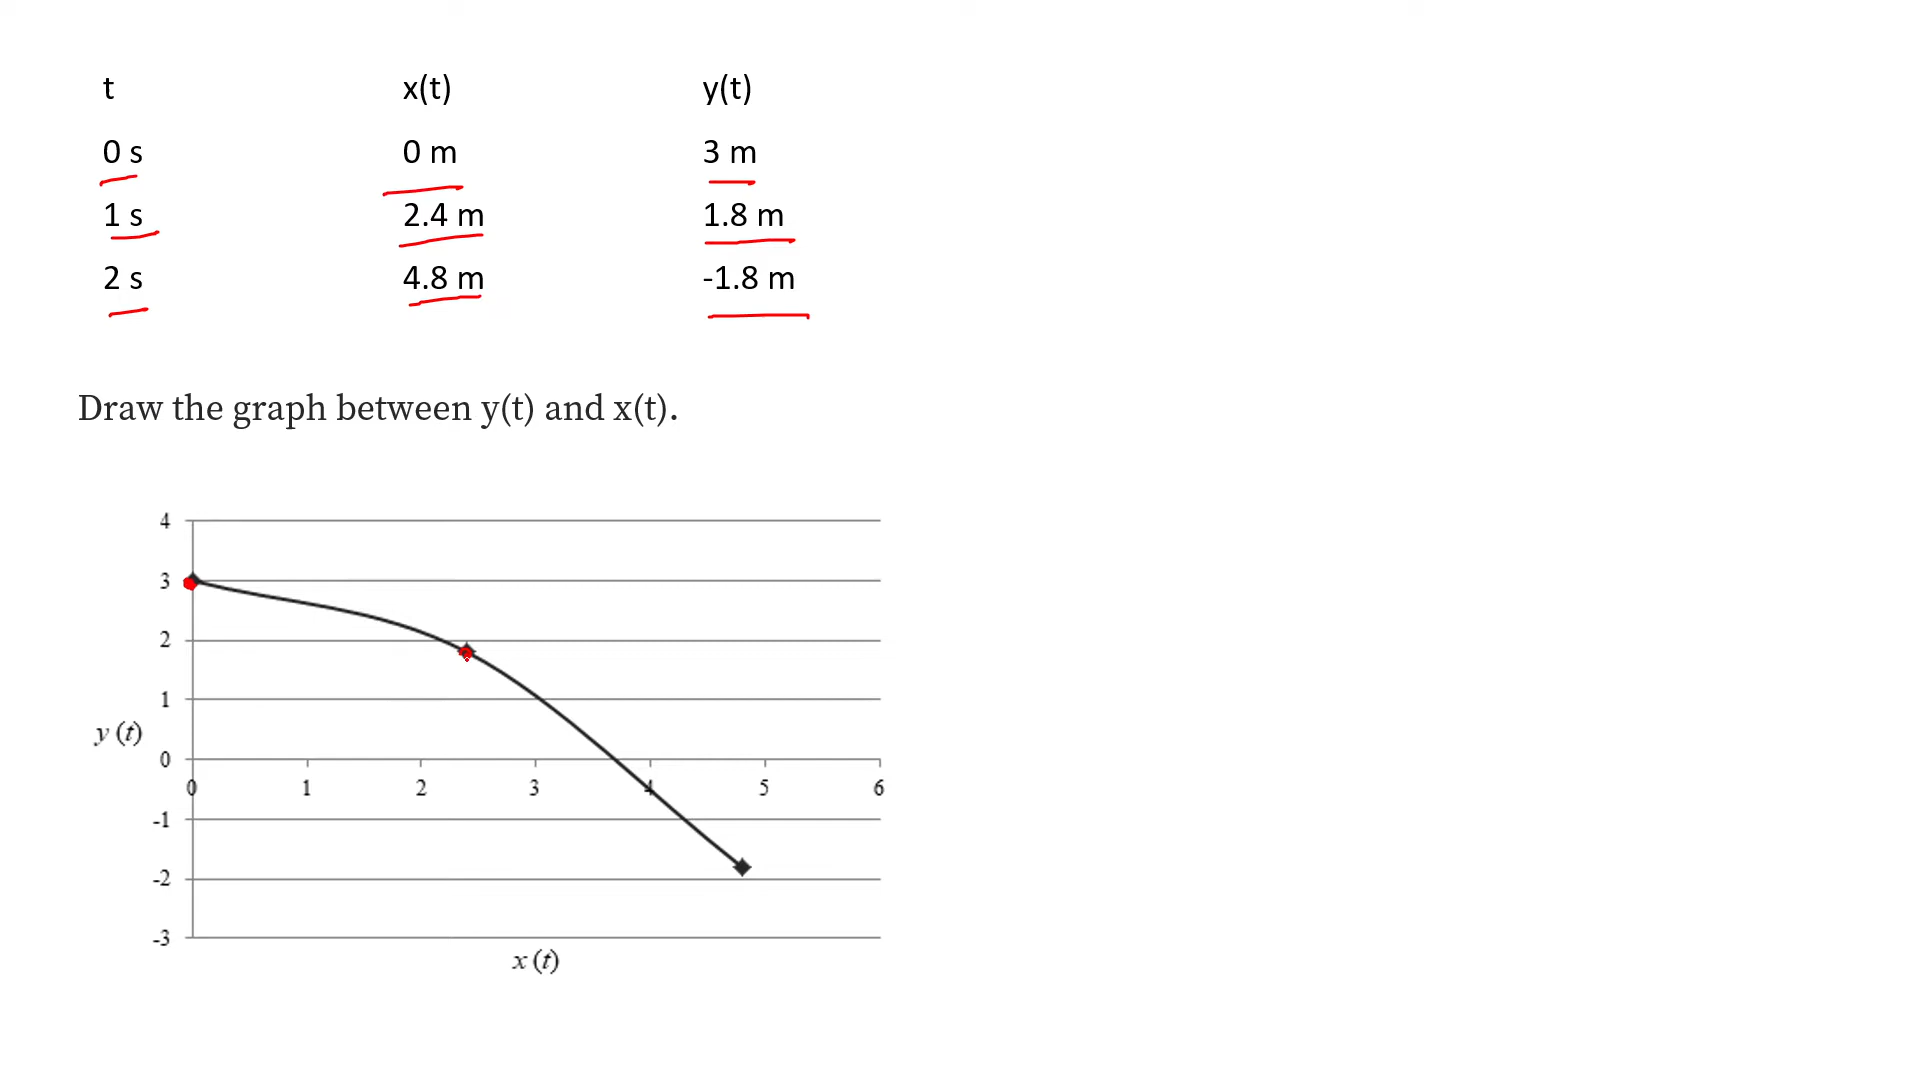 t x(t) y(t)
0 s 0 m 3 m
1 s 2.4 m 1.8 m
2 s 4.8 m -1.8 m
Draw the graph between y(t) and x(t).
4
3
2
1
y (t)
0
0 1 2 3 4 5 6
-1
-2
-3
x (t)